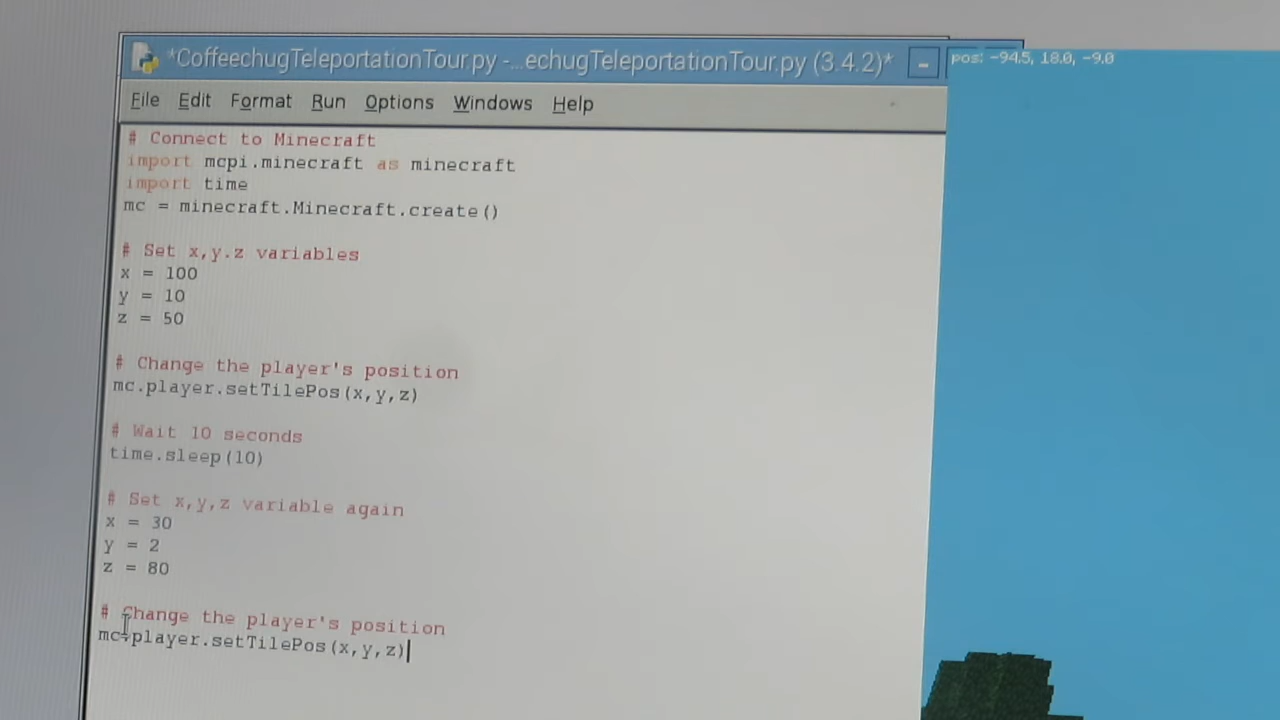 *CoffeechugTeleportationTour.py -...echugTeleportationTour.py (3.4.2)*
pos: -94.5, 18.0, -9.0
File Edit Format Run Options Windows Help
# Connect to Minecraft
import mcpi.minecraft as minecraft
import time
mc = minecraft.Minecraft.create()
# Set x,y.z variables
x = 100
y = 10
z = 50
# Change the player's position
mc.player.setTilePos(x,y,z)
# Wait 10 seconds
time.sleep(10)
# Set x,y,z variable again
x = 30
y = 2
z = 80
# Change the player's position
mc.player.setTilePos(x,y,z)